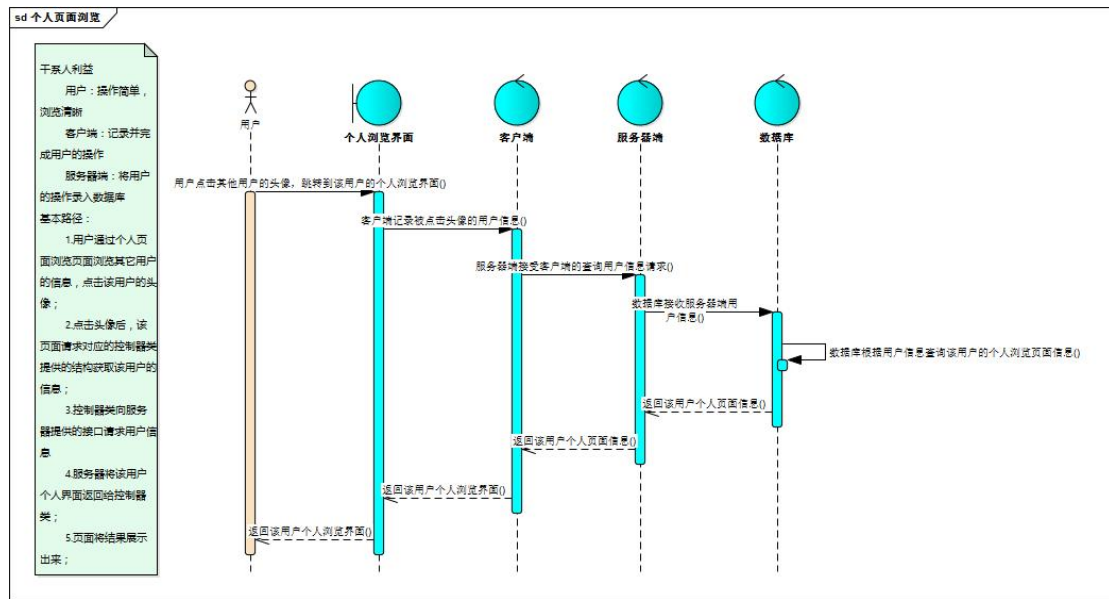 sd 个人页面浏览
干系人利益
用户：操作简单，
浏览清晰
客户端：记录并完
成用户的操作
服务器端：将用户
的操作录入数据库
基本路径：
1.用户通过个人页
面浏览页面浏览其它用户
的信息，点击该用户的头
像；
2.点击头像后，该
页面请求对应的控制器类
提供的结构获取该用户的
信息；
3.控制器类向服务
器提供的接口请求用户信
息
4.服务器将该用户
个人界面返回给控制器
类；
5.页面将结果展示
出来；
用户
个人浏览界面
客户端
服务器端
数据库
用户点击其他用户的头像，跳转到该用户的个人浏览界面()
客户端记录被点击头像的用户信息()
服务器端接受客户端的查询用户信息请求()
数据库接收服务器端用
户信息()
数据库根据用户信息查询该用户的个人浏览页面信息()
返回该用户个人页面信息()
返回该用户个人页面信息()
返回该用户个人浏览界面()
返回该用户个人浏览界面()